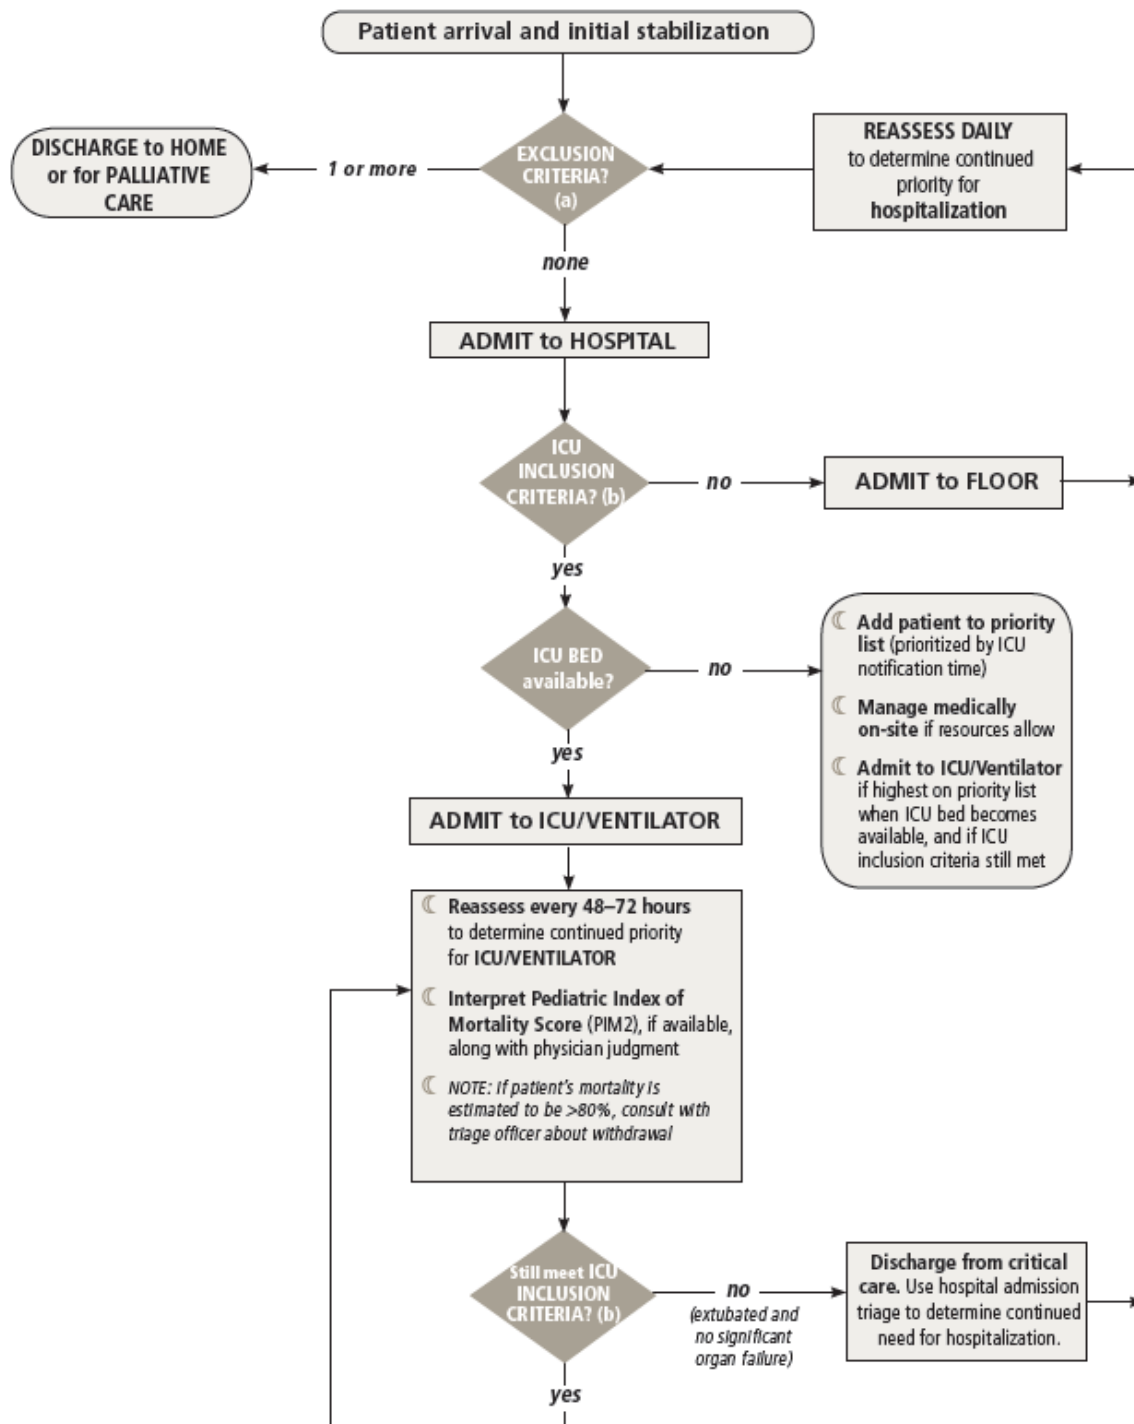 Patient arrival and initial stabilization
DISCHARGE to HOME
or for PALLIATIVE
CARE
1 or more
EXCLUSION
CRITERIA?
(a)
REASSESS DAILY
to determine continued
priority for
hospitalization
none
ADMIT to HOSPITAL
ICU
INCLUSION
CRITERIA? (b)
no
ADMIT to FLOOR
yes
ICU BED
available?
no
Add patient to priority
list (prioritized by ICU
notification time)
Manage medically
on-site if resources allow
Admit to ICU/Ventilator
if highest on priority list
when ICU bed becomes
available, and if ICU
inclusion criteria still met
yes
ADMIT to ICU/VENTILATOR
Reassess every 48–72 hours
to determine continued priority
for ICU/VENTILATOR
Interpret Pediatric Index of
Mortality Score (PIM2), if available,
along with physician judgment
NOTE: If patient's mortality is
estimated to be >80%, consult with
triage officer about withdrawal
Still meet ICU
INCLUSION
CRITERIA? (b)
no
(extubated and
no significant
organ failure)
Discharge from critical
care. Use hospital admission
triage to determine continued
need for hospitalization.
yes